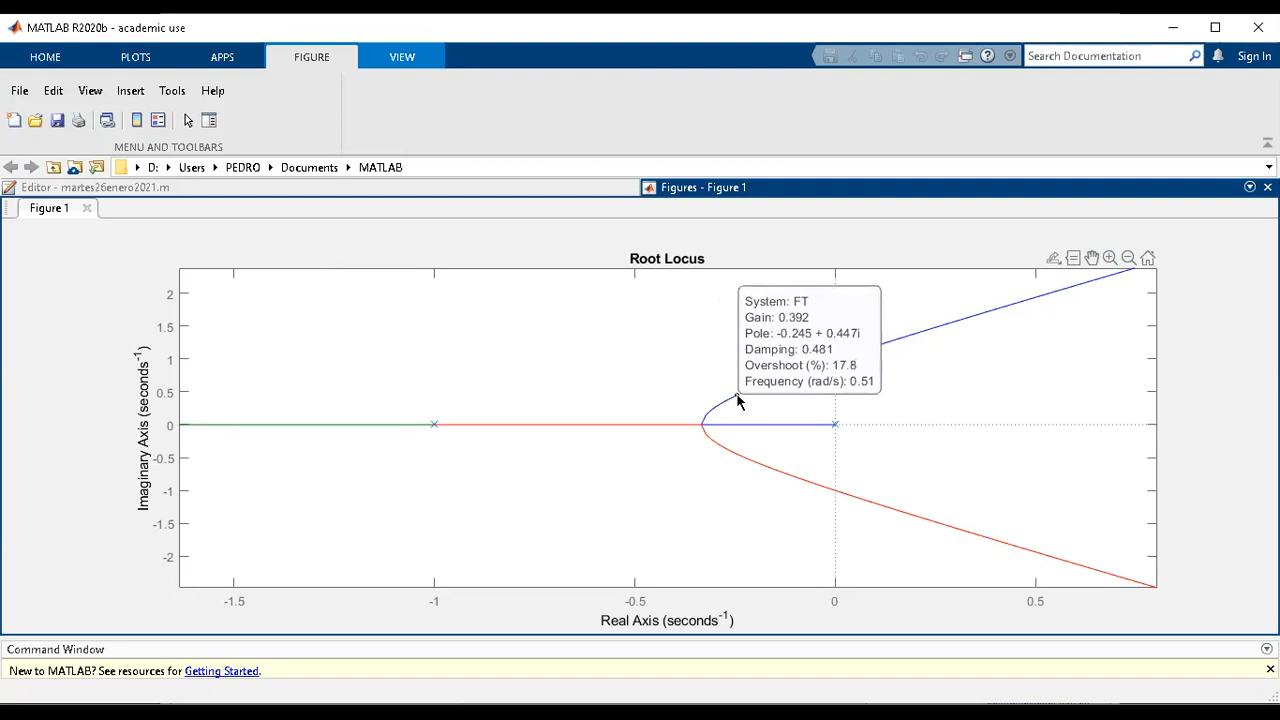 MATLAB R2020b - academic use
HOME PLOTS APPS FIGURE VIEW
Search Documentation
Sign In
File Edit View Insert Tools Help
MENU AND TOOLBARS
D: Users PEDRO Documents MATLAB
Editor - martes26enero2021.m
Figures - Figure 1
Figure 1
Root Locus
System: FT
Gain: 0.392
Pole: -0.245 + 0.447i
Damping: 0.481
Overshoot (%): 17.8
Frequency (rad/s): 0.51
2
1.5
1
0.5
0
-0.5
-1
-1.5
-2
Imaginary Axis (seconds⁻¹)
-1.5 -1 -0.5 0 0.5
Real Axis (seconds⁻¹)
Command Window
New to MATLAB? See resources for Getting Started.